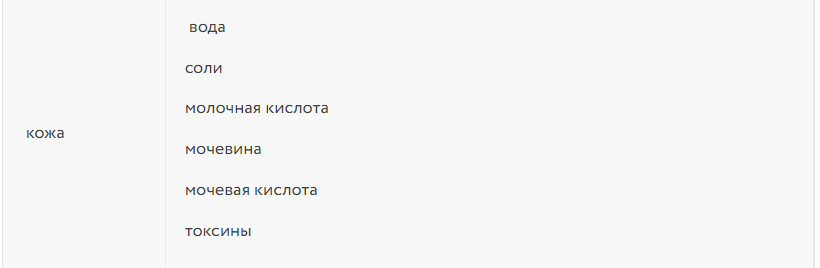 вода
соли
молочная кислота
кожа
мочевина
мочевая кислота
токсины